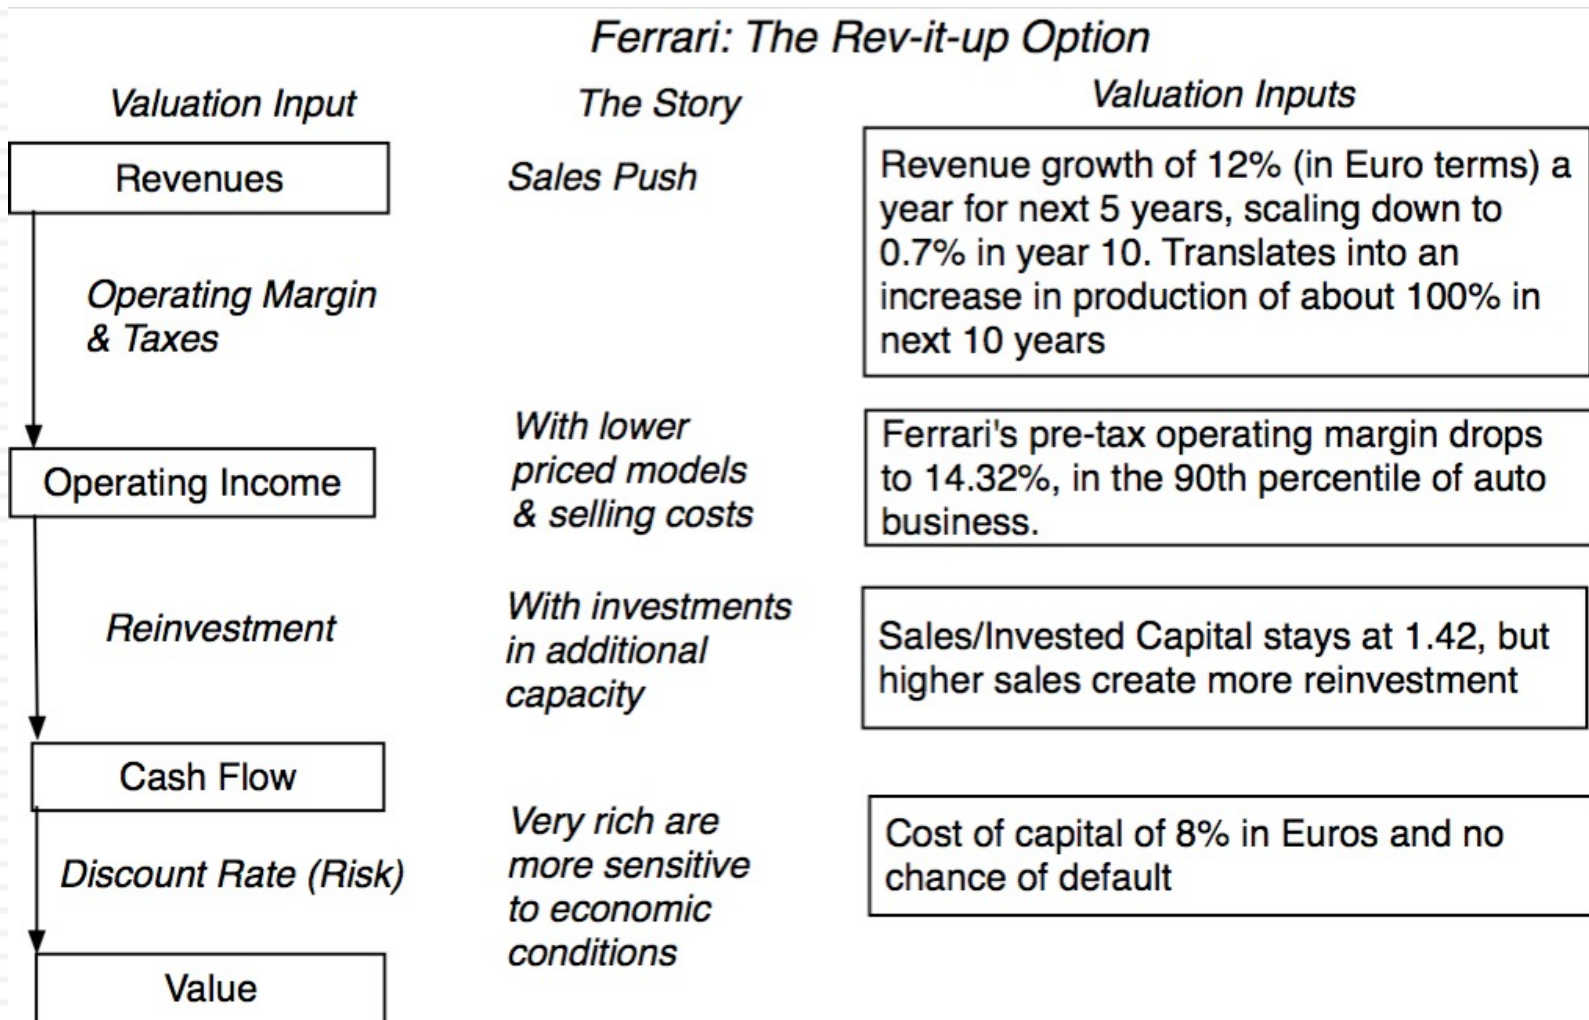 Ferrari: The Rev-it-up Option
Valuation Input
The Story
Valuation Inputs
Revenues
Sales Push
Revenue growth of 12% (in Euro terms) a
year for next 5 years, scaling down to
0.7% in year 10. Translates into an
increase in production of about 100% in
next 10 years
Operating Margin
& Taxes
Operating Income
With lower
priced models
& selling costs
Ferrari's pre-tax operating margin drops
to 14.32%, in the 90th percentile of auto
business.
Reinvestment
With investments
in additional
capacity
Sales/Invested Capital stays at 1.42, but
higher sales create more reinvestment
Cash Flow
Discount Rate (Risk)
Very rich are
more sensitive
to economic
conditions
Cost of capital of 8% in Euros and no
chance of default
Value